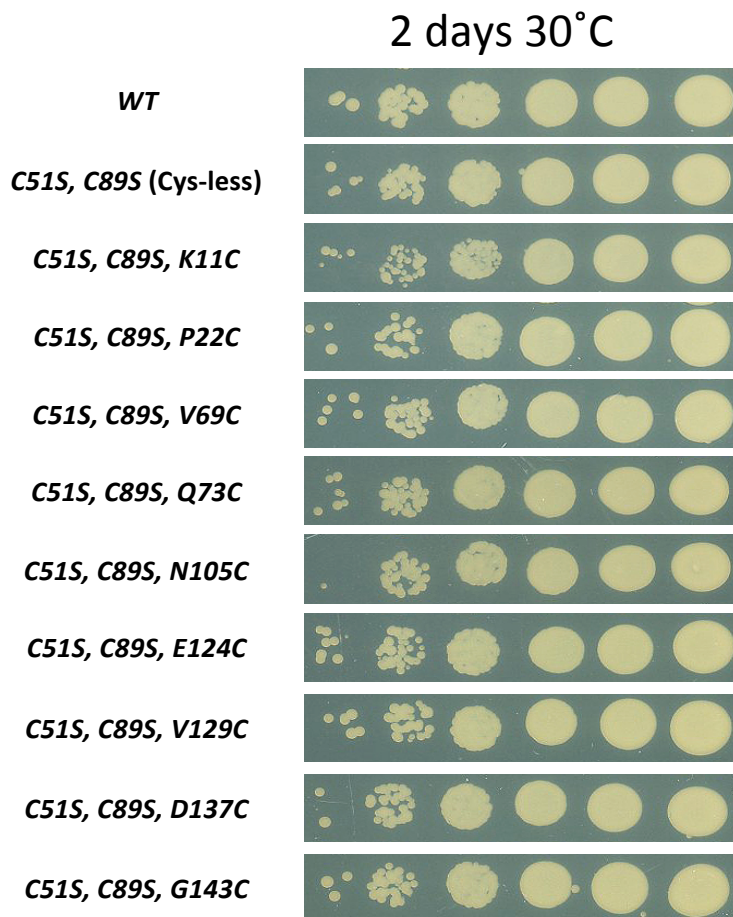 2 days 30˚C
WT
C51S, C89S (Cys-less)
C51S, C89S, K11C
C51S, C89S, P22C
C51S, C89S, V69C
C51S, C89S, Q73C
C51S, C89S, N105C
C51S, C89S, E124C
C51S, C89S, V129C
C51S, C89S, D137C
C51S, C89S, G143C